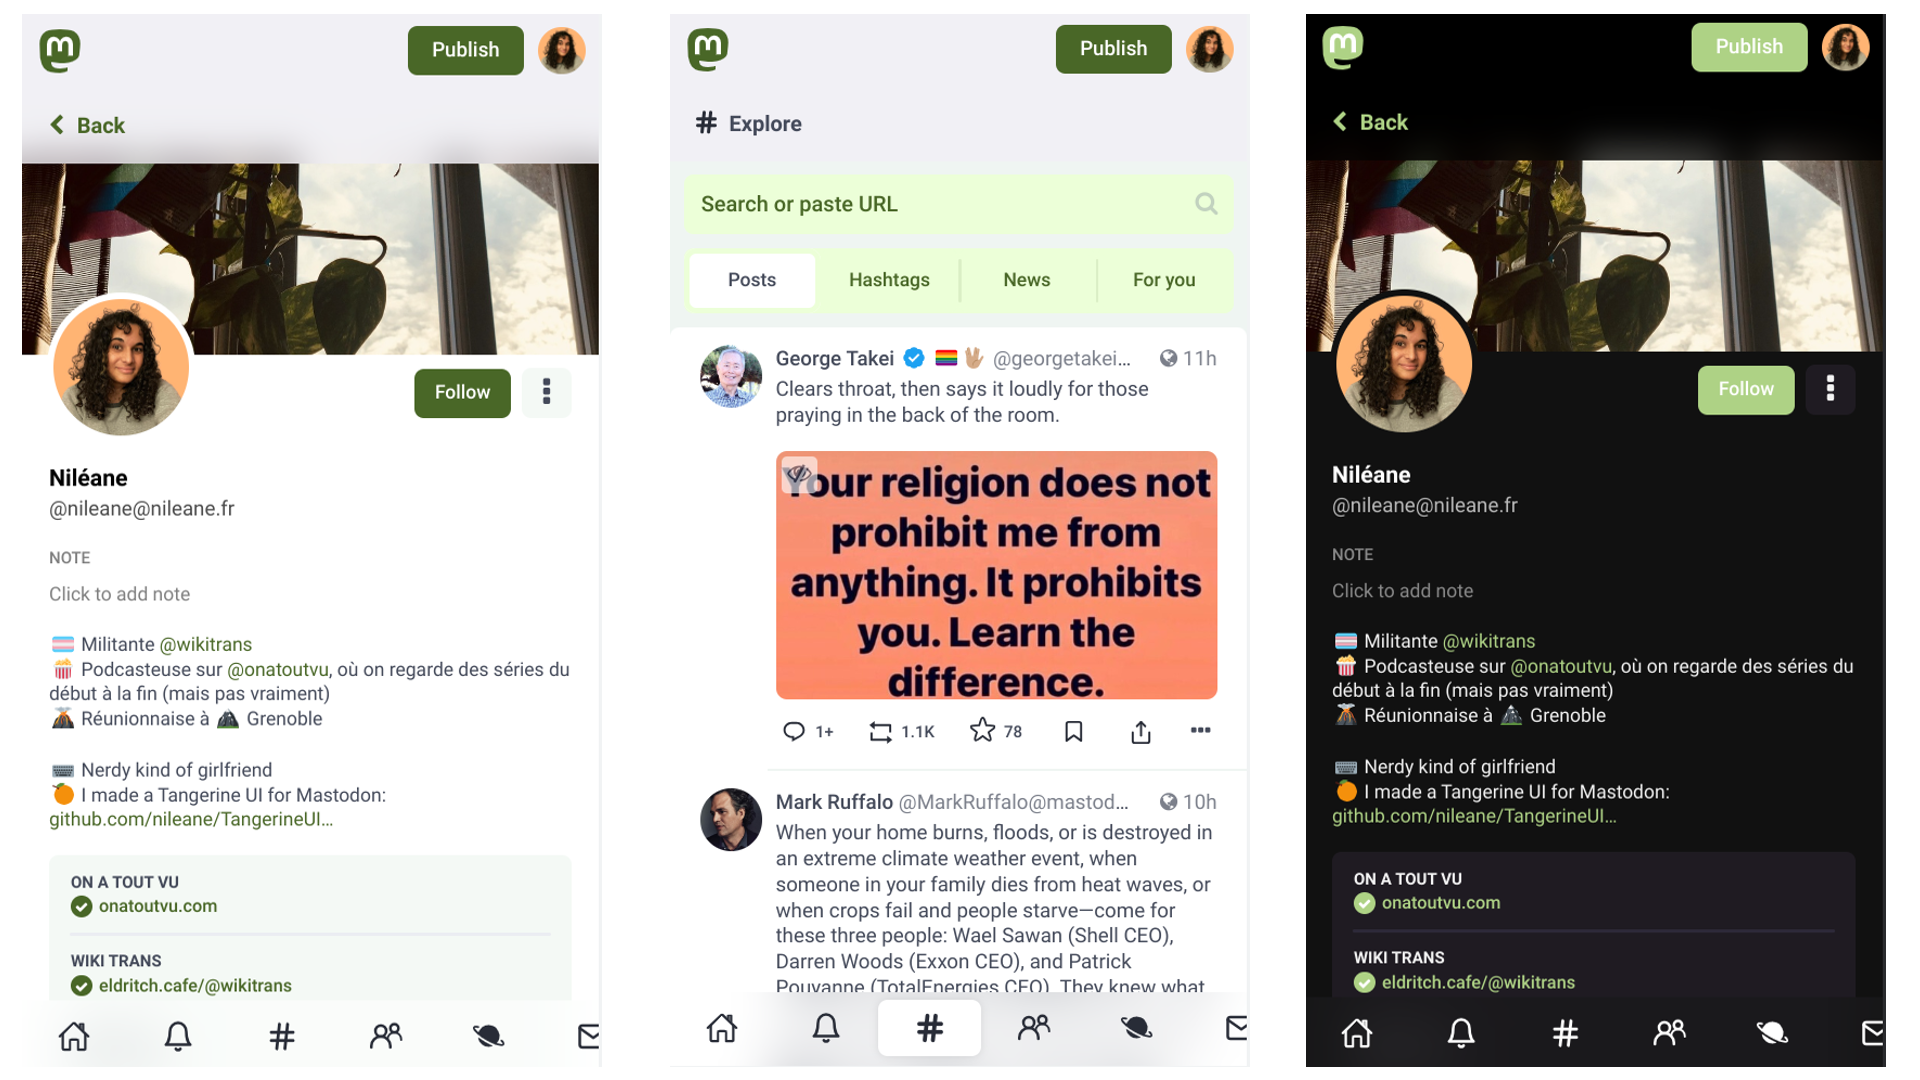 Publish
Back
Follow
Niléane
@nileane@nileane.fr
NOTE
Click to add note
Militante @wikitrans
Podcasteuse sur @onatoutvu, où on regarde des séries du
début à la fin (mais pas vraiment)
Réunionnaise à Grenoble
Nerdy kind of girlfriend
I made a Tangerine UI for Mastodon:
github.com/nileane/TangerineUI…
ON A TOUT VU
onatoutvu.com
WIKI TRANS
eldritch.cafe/@wikitrans
Publish
# Explore
Search or paste URL
Posts Hashtags News For you
George Takei @georgetakei… 11h
Clears throat, then says it loudly for those
praying in the back of the room.
Your religion does not
prohibit me from
anything. It prohibits
you. Learn the
difference.
1+ 1.1K 78
Mark Ruffalo @MarkRuffalo@mastod… 10h
When your home burns, floods, or is destroyed in
an extreme climate weather event, when
someone in your family dies from heat waves, or
when crops fail and people starve—come for
these three people: Wael Sawan (Shell CEO),
Darren Woods (Exxon CEO), and Patrick
Pouyanne (TotalEnergies CEO). They knew what
Publish
Back
Follow
Niléane
@nileane@nileane.fr
NOTE
Click to add note
Militante @wikitrans
Podcasteuse sur @onatoutvu, où on regarde des séries du
début à la fin (mais pas vraiment)
Réunionnaise à Grenoble
Nerdy kind of girlfriend
I made a Tangerine UI for Mastodon:
github.com/nileane/TangerineUI…
ON A TOUT VU
onatoutvu.com
WIKI TRANS
eldritch.cafe/@wikitrans